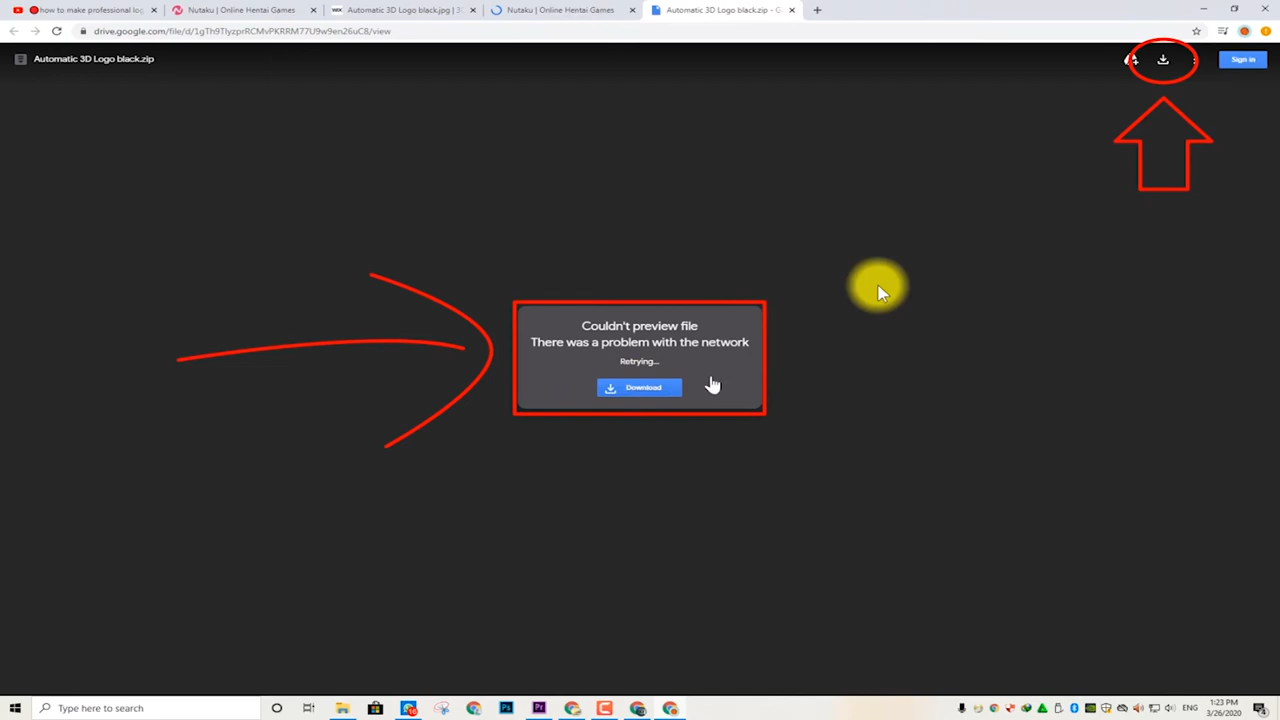 how to make professional log
Nutaku | Online Hentai Games
Automatic 3D Logo black.jpg | 3
Nutaku | Online Hentai Games
Automatic 3D Logo black.zip - G
drive.google.com/file/d/1gTh9TlyzprRCMvPKRRM77U9w9en26uC8/view
Automatic 3D Logo black.zip
Sign in
Couldn't preview file
There was a problem with the network
Retrying...
Download
Type here to search
Ps
Pr
ENG
1:23 PM
3/26/2020